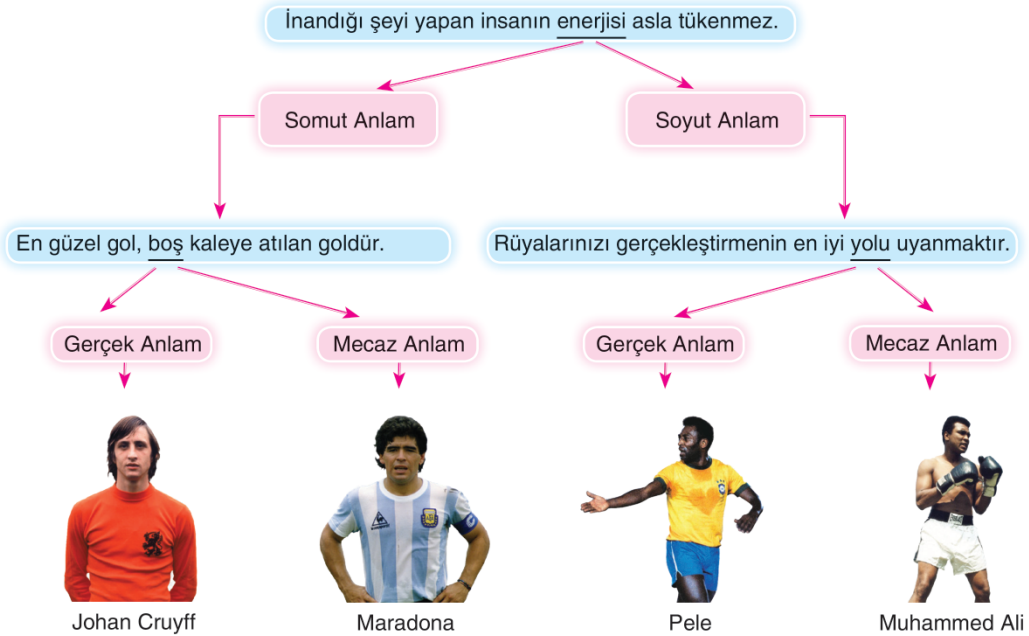 İnandığı şeyi yapan insanın enerjisi asla tükenmez.
Somut Anlam
Soyut Anlam
En güzel gol, boş kaleye atılan goldür.
Rüyalarınızı gerçekleştirmenin en iyi yolu uyanmaktır.
Gerçek Anlam
Mecaz Anlam
Gerçek Anlam
Mecaz Anlam
Johan Cruyff
Maradona
Pele
Muhammed Ali